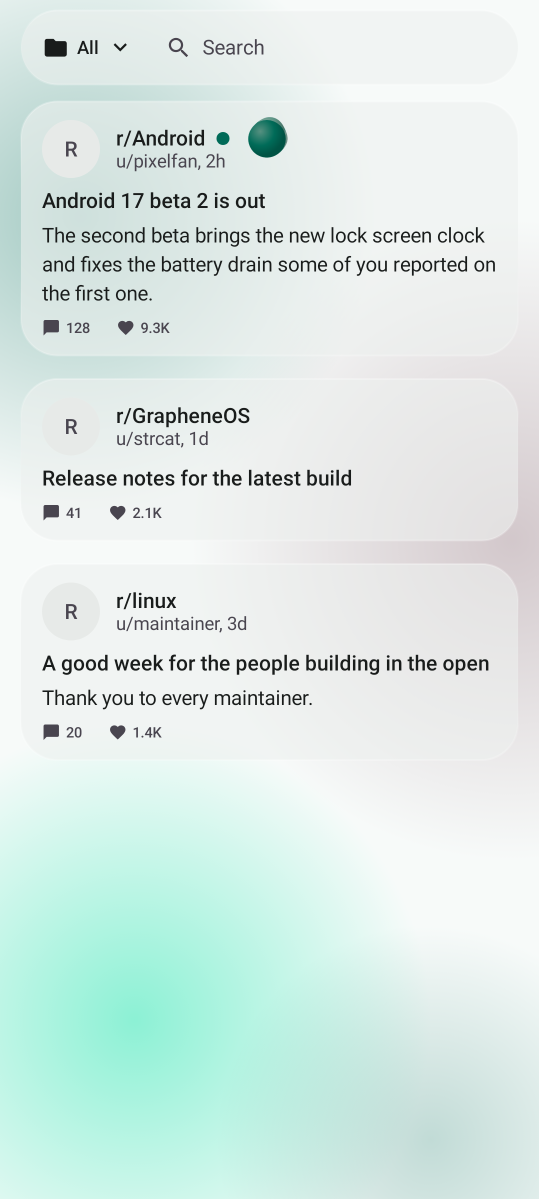 All
Search
R
r/Android
u/pixelfan, 2h
Android 17 beta 2 is out
The second beta brings the new lock screen clock
and fixes the battery drain some of you reported on
the first one.
128 9.3K
R
r/GrapheneOS
u/strcat, 1d
Release notes for the latest build
41 2.1K
R
r/linux
u/maintainer, 3d
A good week for the people building in the open
Thank you to every maintainer.
20 1.4K